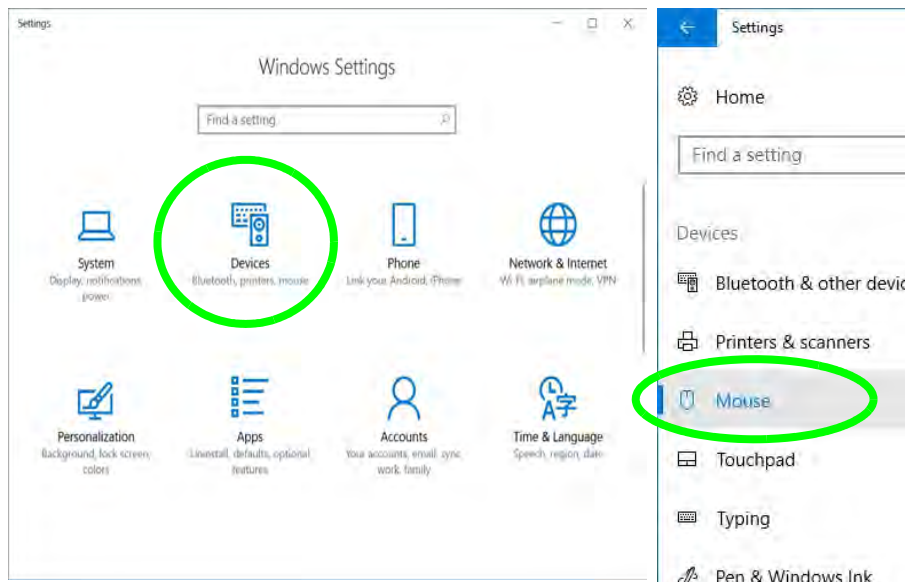 Settings
Windows Settings
Find a setting
System
Display, notifications,
power
Devices
Bluetooth, printers, mouse
Phone
Link your Android, iPhone
Network & Internet
Wi-Fi, airplane mode, VPN
Personalization
Background, lock screen,
colors
Apps
Uninstall, defaults, optional
features
Accounts
Your accounts, email, sync,
work, family
Time & Language
Speech, region, date
Settings
Home
Find a setting
Devices
Bluetooth & other devic
Printers & scanners
Mouse
Touchpad
Typing
Pen & Windows Ink